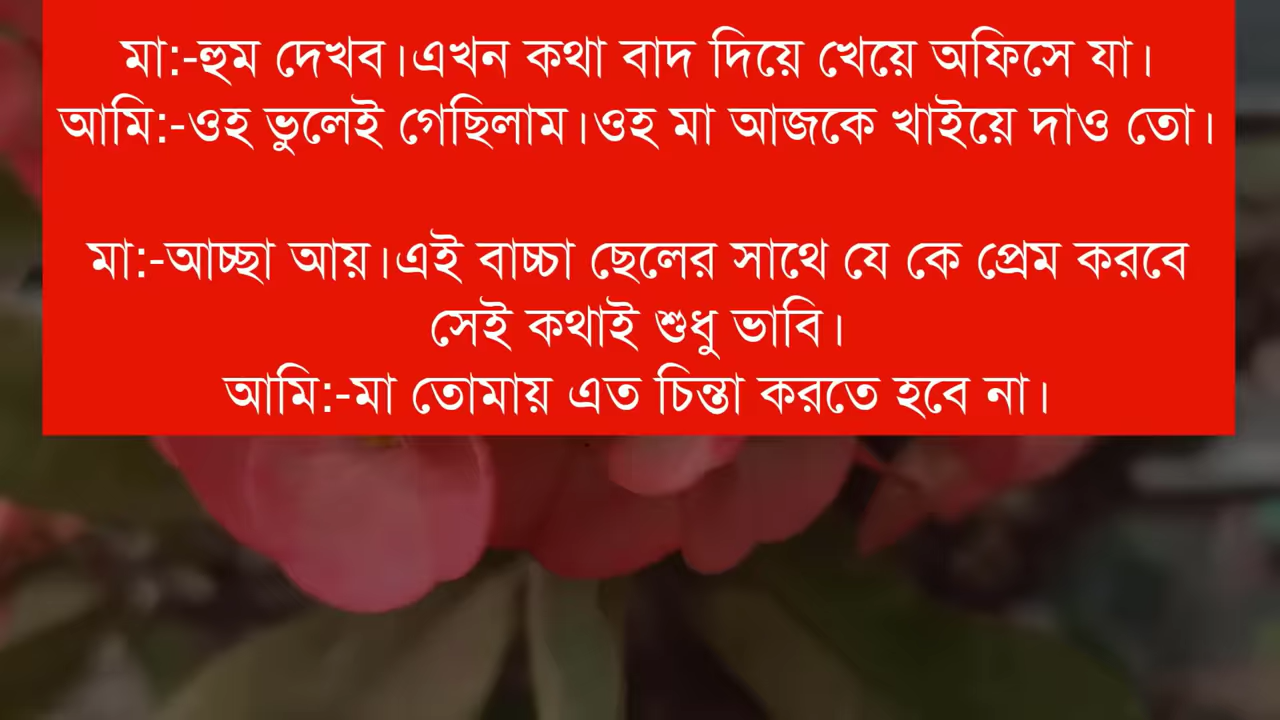 মা:-হুম দেখব।এখন কথা বাদ দিয়ে খেয়ে অফিসে যা।
আমি:-ওহ ভুলেই গেছিলাম।ওহ মা আজকে খাইয়ে দাও তো।
মা:-আচ্ছা আয়।এই বাচ্চা ছেলের সাথে যে কে প্রেম করবে
সেই কথাই শুধু ভাবি।
আমি:-মা তোমায় এত চিন্তা করতে হবে না।